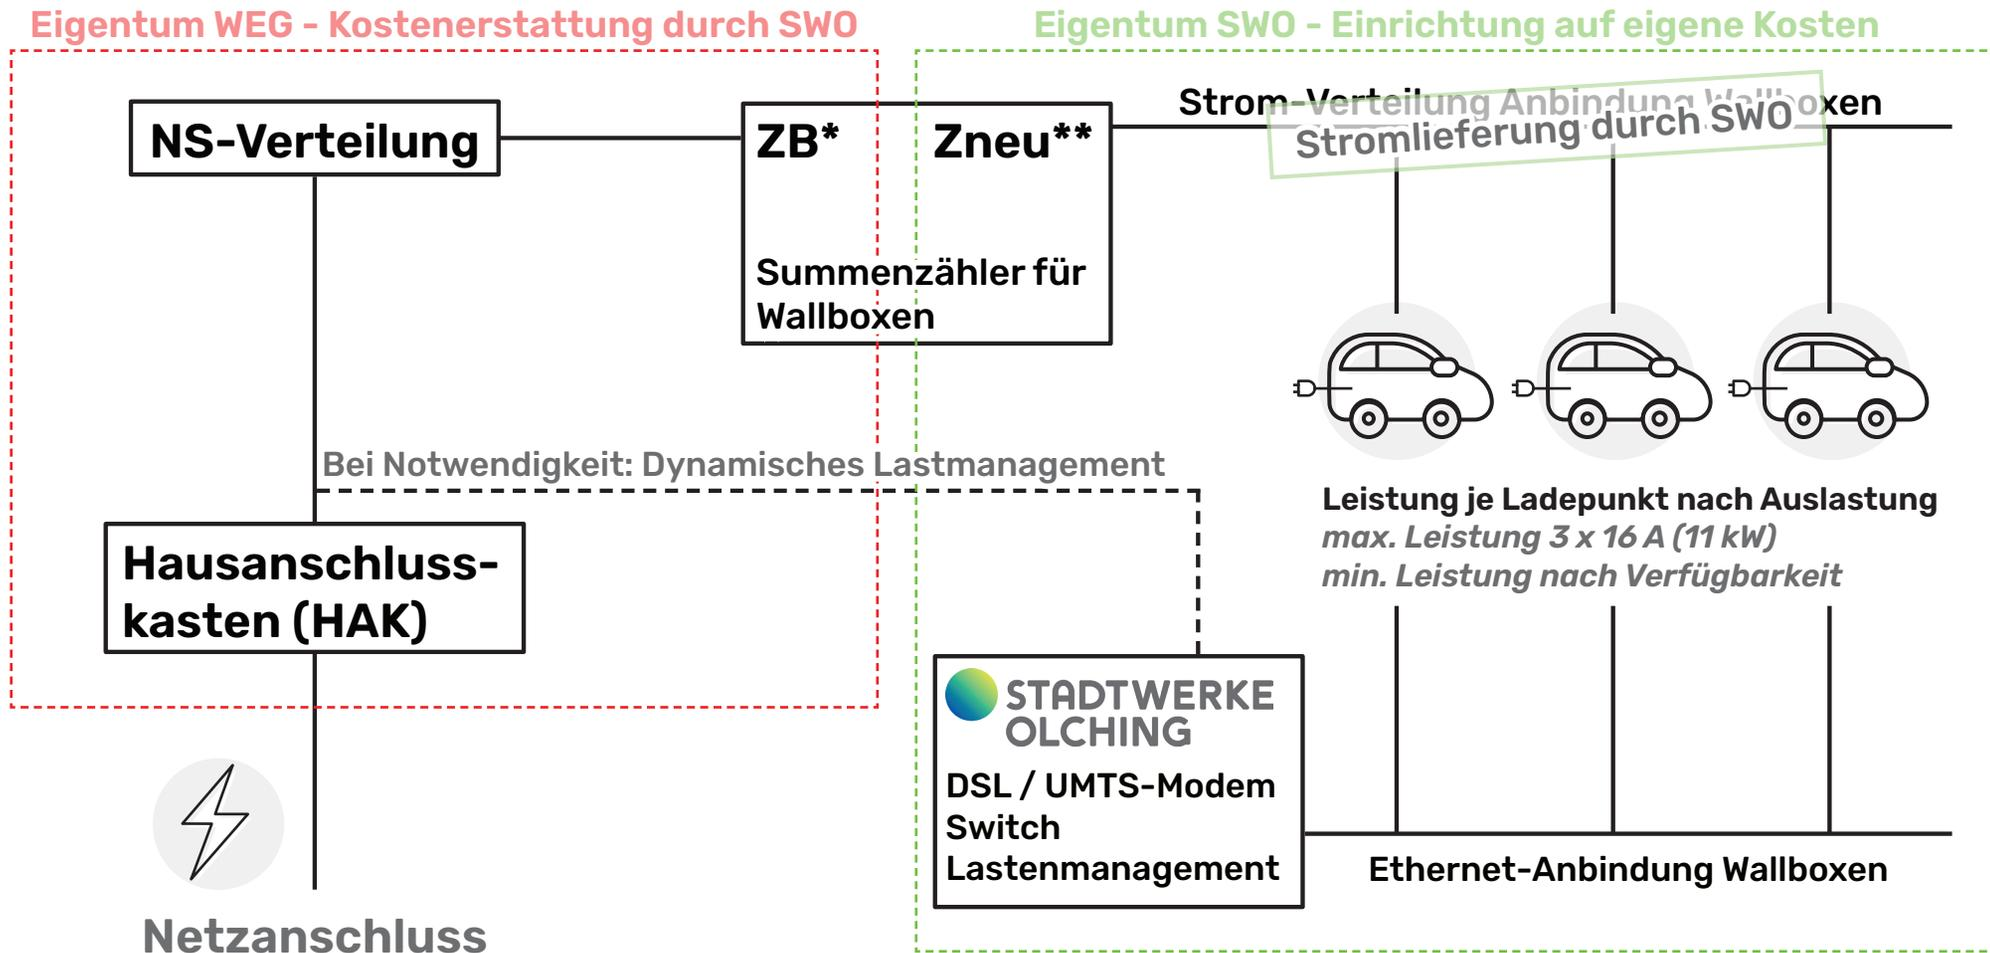 Eigentum WEG - Kostenerstattung durch SWO
Eigentum SWO - Einrichtung auf eigene Kosten
NS-Verteilung
ZB*
Zneu**
Summenzähler für
Wallboxen
Strom-Verteilung Anbindung Wallboxen
Stromlieferung durch SWO
Bei Notwendigkeit: Dynamisches Lastmanagement
Leistung je Ladepunkt nach Auslastung
max. Leistung 3 x 16 A (11 kW)
min. Leistung nach Verfügbarkeit
Hausanschluss-
kasten (HAK)
STADTWERKE
OLCHING
DSL / UMTS-Modem
Switch
Lastenmanagement
Ethernet-Anbindung Wallboxen
Netzanschluss